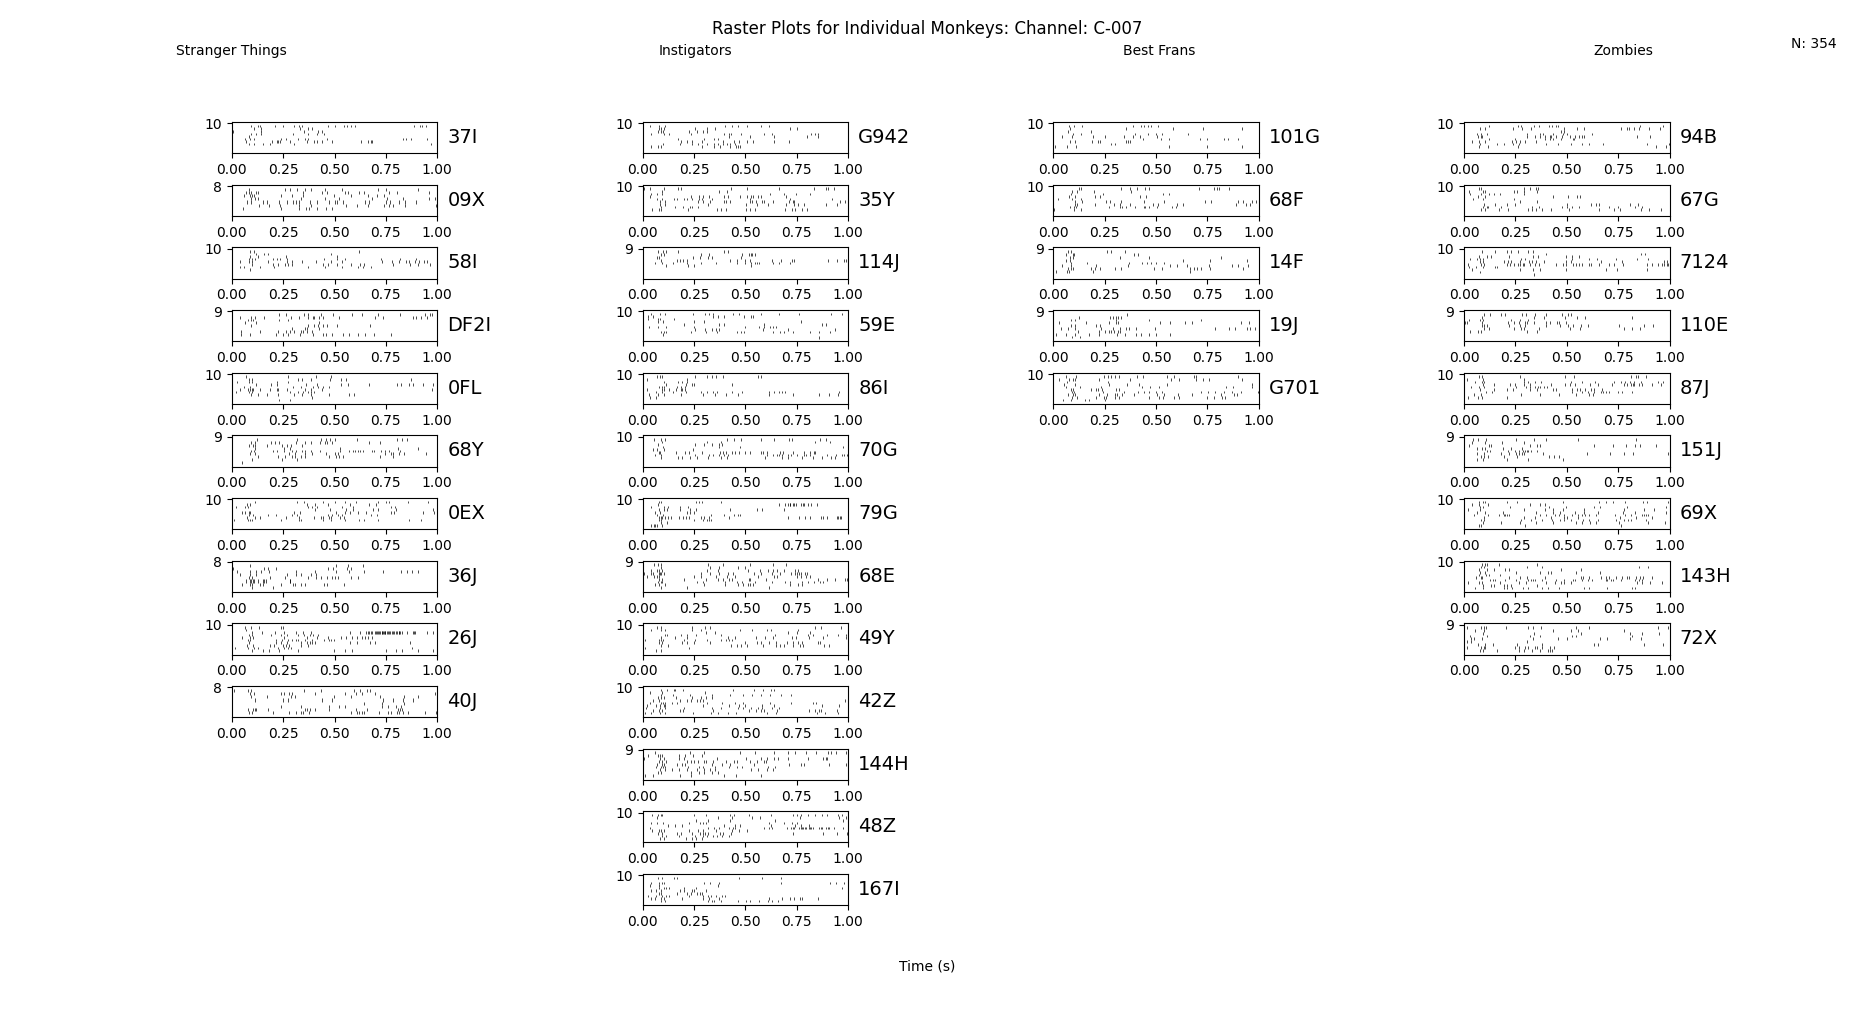 Raster Plots for Individual Monkeys: Channel: C-007
N: 354
Stranger Things Instigators Best Frans Zombies
10 37I 10 G942 10 101G 10 94B
0.00 0.25 0.50 0.75 1.00 0.00 0.25 0.50 0.75 1.00 0.00 0.25 0.50 0.75 1.00 0.00 0.25 0.50 0.75 1.00
8 09X 10 35Y 10 68F 10 67G
0.00 0.25 0.50 0.75 1.00 0.00 0.25 0.50 0.75 1.00 0.00 0.25 0.50 0.75 1.00 0.00 0.25 0.50 0.75 1.00
10 58I 9 114J 9 14F 10 7124
0.00 0.25 0.50 0.75 1.00 0.00 0.25 0.50 0.75 1.00 0.00 0.25 0.50 0.75 1.00 0.00 0.25 0.50 0.75 1.00
9 DF2I 10 59E 9 19J 9 110E
0.00 0.25 0.50 0.75 1.00 0.00 0.25 0.50 0.75 1.00 0.00 0.25 0.50 0.75 1.00 0.00 0.25 0.50 0.75 1.00
10 0FL 10 86I 10 G701 10 87J
0.00 0.25 0.50 0.75 1.00 0.00 0.25 0.50 0.75 1.00 0.00 0.25 0.50 0.75 1.00 0.00 0.25 0.50 0.75 1.00
9 68Y 10 70G 9 151J
0.00 0.25 0.50 0.75 1.00 0.00 0.25 0.50 0.75 1.00 0.00 0.25 0.50 0.75 1.00
10 0EX 10 79G 10 69X
0.00 0.25 0.50 0.75 1.00 0.00 0.25 0.50 0.75 1.00 0.00 0.25 0.50 0.75 1.00
8 36J 9 68E 10 143H
0.00 0.25 0.50 0.75 1.00 0.00 0.25 0.50 0.75 1.00 0.00 0.25 0.50 0.75 1.00
10 26J 10 49Y 9 72X
0.00 0.25 0.50 0.75 1.00 0.00 0.25 0.50 0.75 1.00 0.00 0.25 0.50 0.75 1.00
8 40J 10 42Z
0.00 0.25 0.50 0.75 1.00 0.00 0.25 0.50 0.75 1.00
9 144H
0.00 0.25 0.50 0.75 1.00
10 48Z
0.00 0.25 0.50 0.75 1.00
10 167I
0.00 0.25 0.50 0.75 1.00
Time (s)